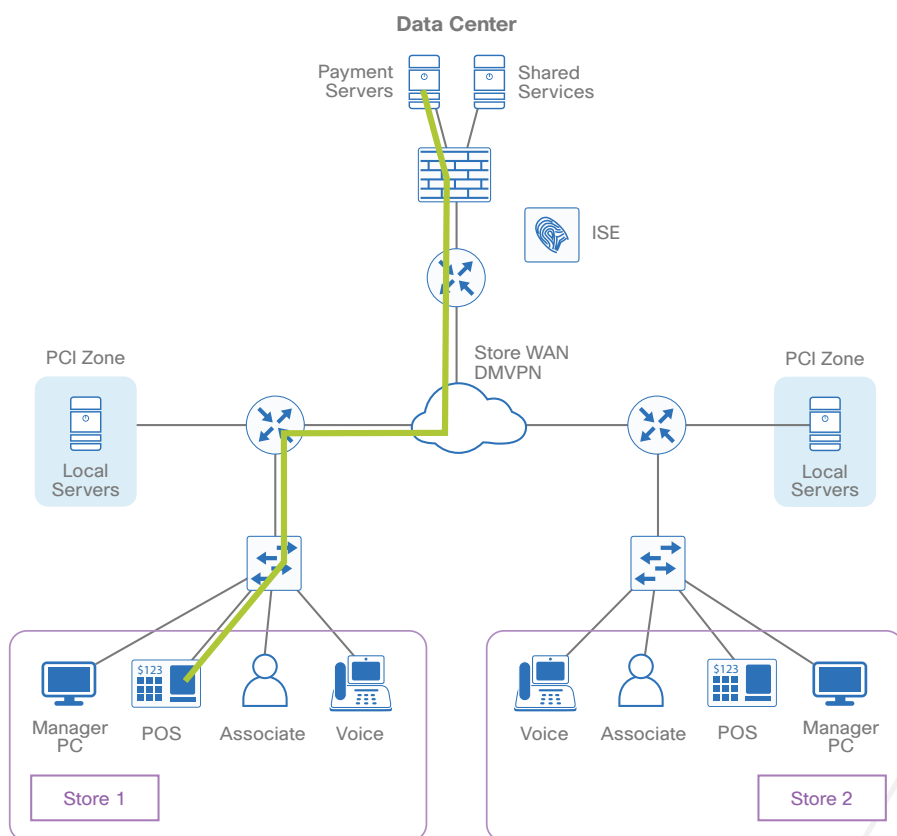 Data Center
Payment
Servers
Shared
Services
ISE
Store WAN
DMVPN
PCI Zone
Local
Servers
PCI Zone
Local
Servers
$123
Manager
PC
POS
Associate
Voice
Store 1
$123
Voice
Associate
POS
Manager
PC
Store 2